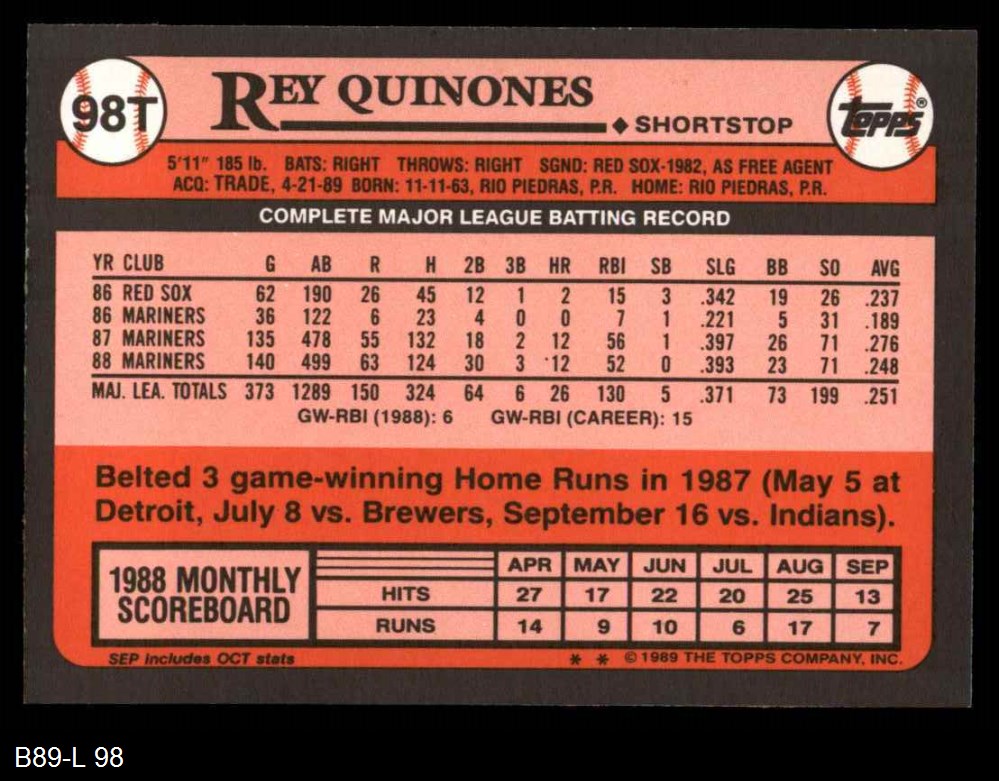 98T REY QUINONES ◆ SHORTSTOP TOPPS®
5'11" 185 lb. BATS: RIGHT THROWS: RIGHT SGND: RED SOX-1982, AS FREE AGENT
ACQ: TRADE, 4-21-89 BORN: 11-11-63, RIO PIEDRAS, P.R. HOME: RIO PIEDRAS, P.R.
COMPLETE MAJOR LEAGUE BATTING RECORD
YR CLUB G AB R H 2B 3B HR RBI SB SLG BB SO AVG
86 RED SOX 62 190 26 45 12 1 2 15 3 .342 19 26 .237
86 MARINERS 36 122 6 23 4 0 0 7 1 .221 5 31 .189
87 MARINERS 135 478 55 132 18 2 12 56 1 .397 26 71 .276
88 MARINERS 140 499 63 124 30 3 12 52 0 .393 23 71 .248
MAJ. LEA. TOTALS 373 1289 150 324 64 6 26 130 5 .371 73 199 .251
GW-RBI (1988): 6 GW-RBI (CAREER): 15
Belted 3 game-winning Home Runs in 1987 (May 5 at
Detroit, July 8 vs. Brewers, September 16 vs. Indians).
1988 MONTHLY
SCOREBOARD
APR MAY JUN JUL AUG SEP
HITS 27 17 22 20 25 13
RUNS 14 9 10 6 17 7
SEP includes OCT stats * * © 1989 THE TOPPS COMPANY, INC.
B89-L 98